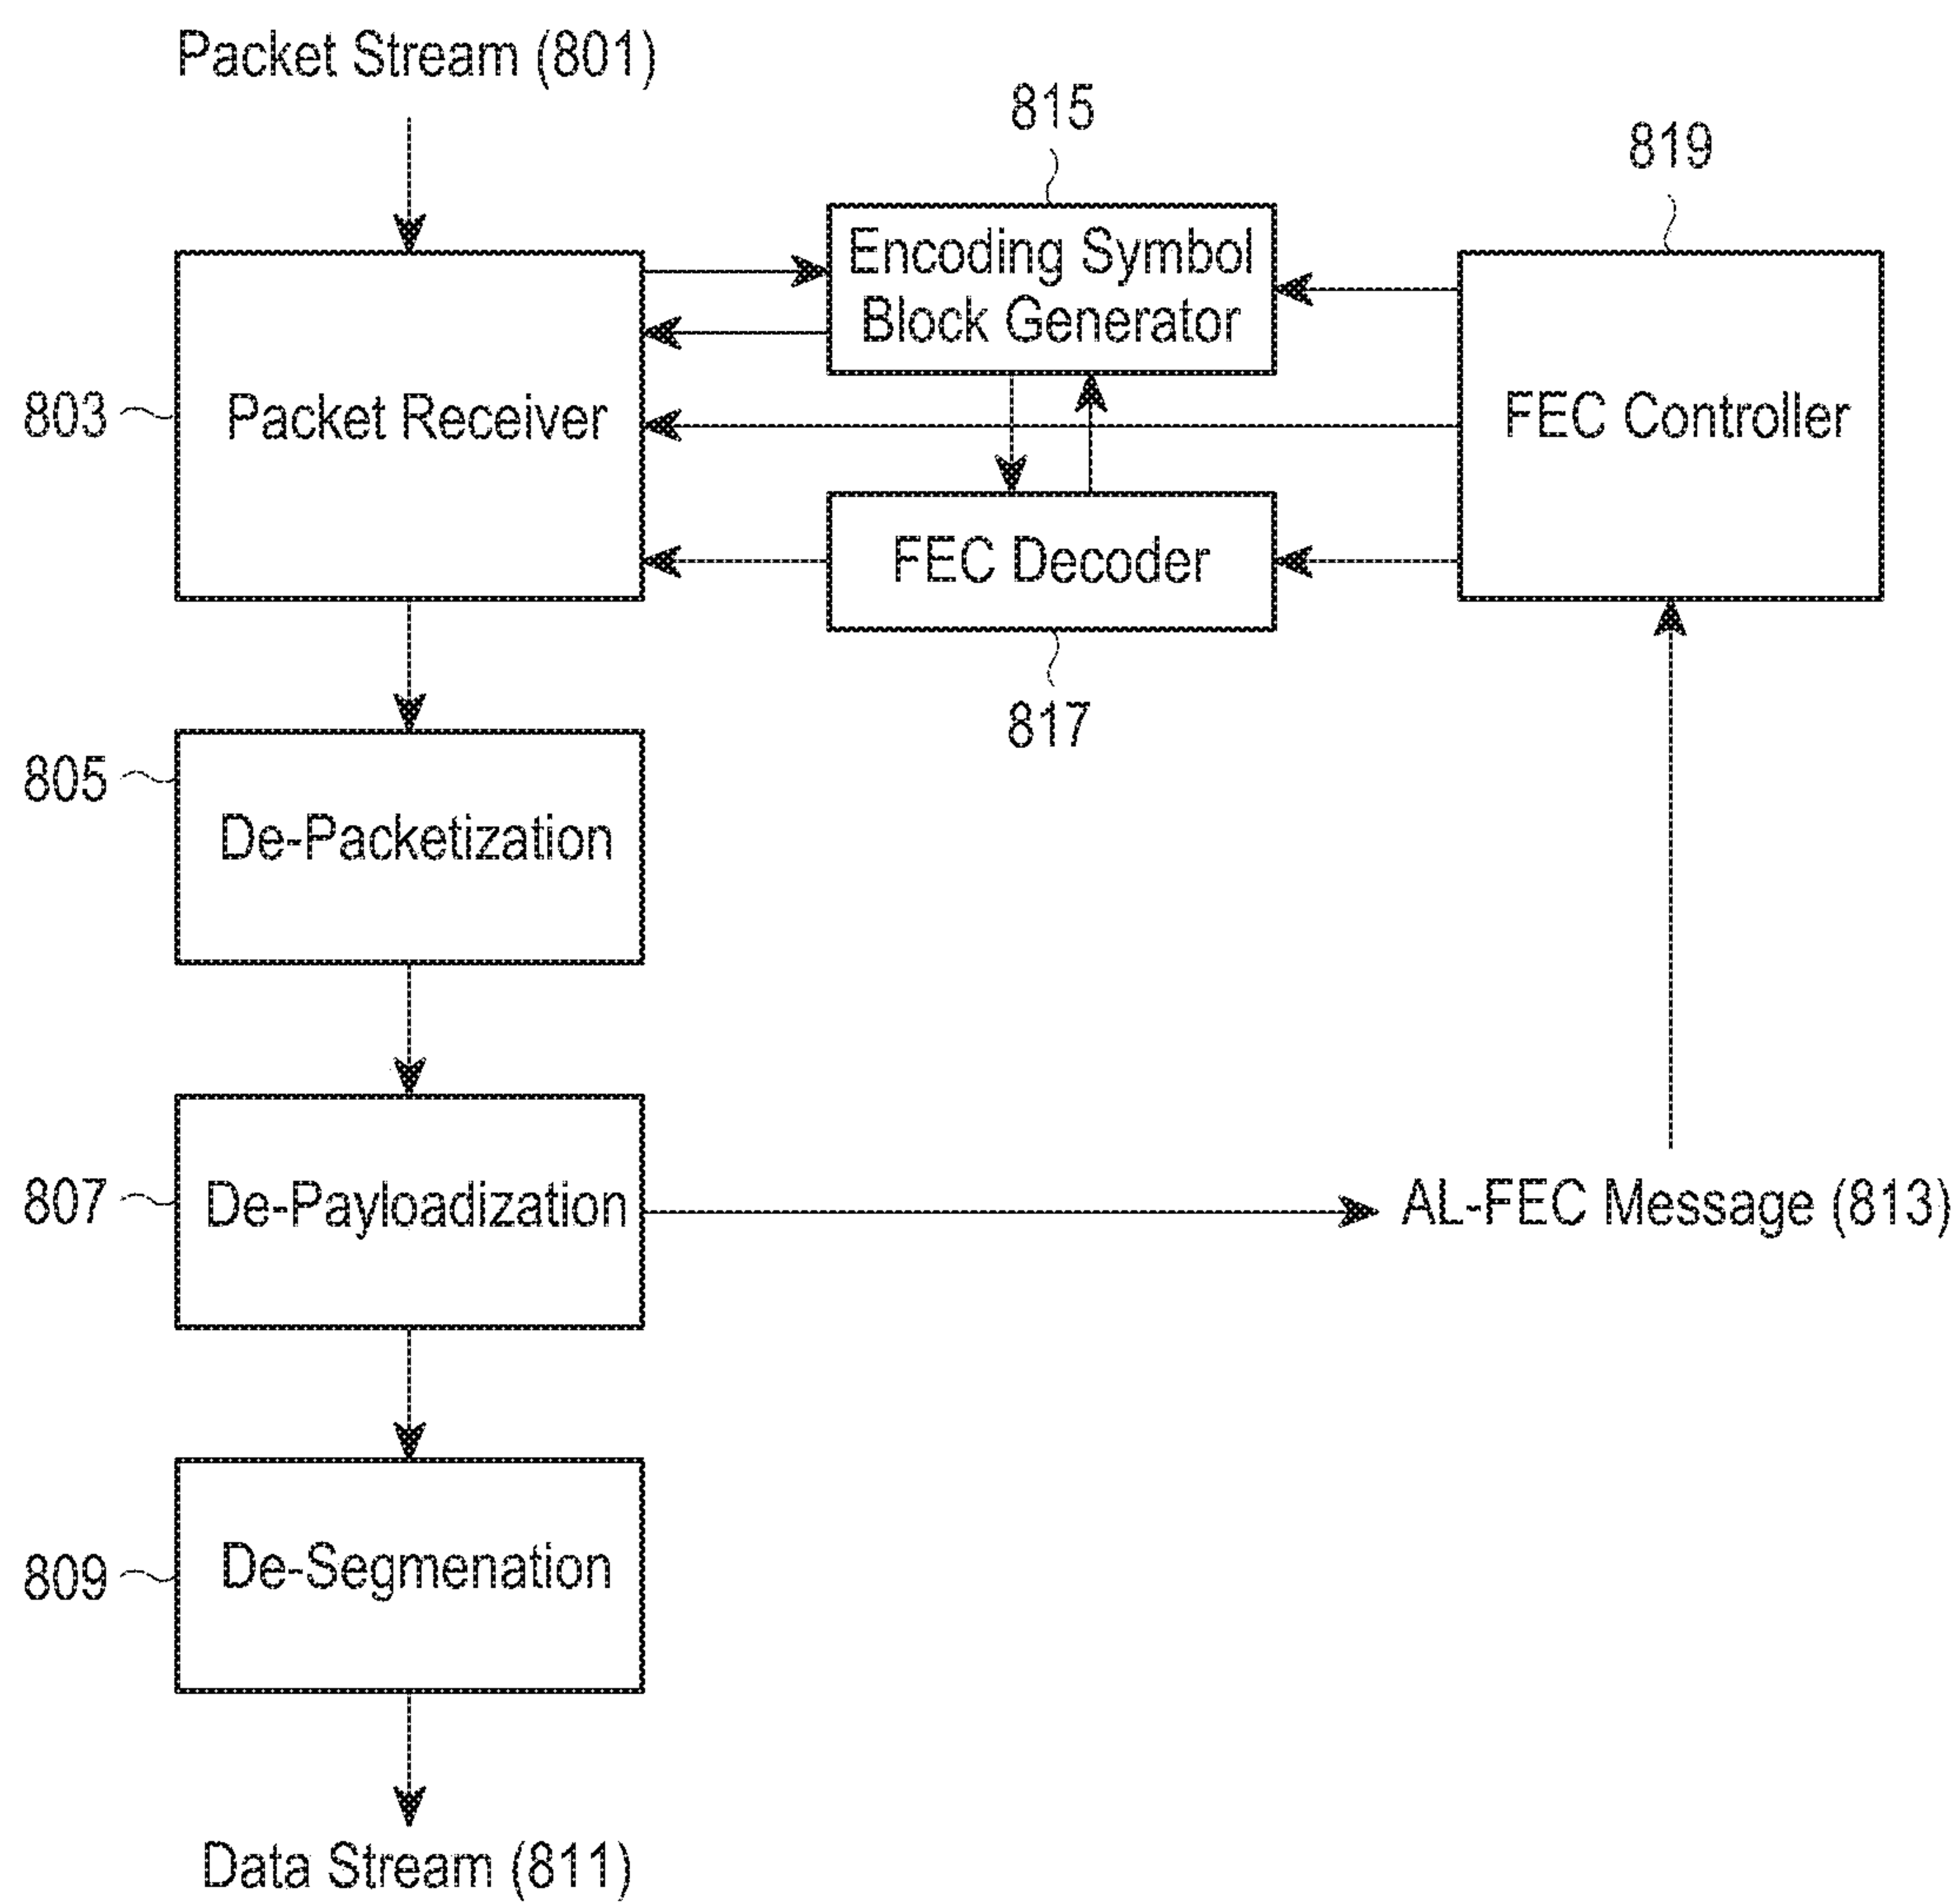 Packet Stream (801)
815
819
Encoding Symbol
Block Generator
803
Packet Receiver
FEC Controller
FEC Decoder
817
805
De-Packetization
807
De-Payloadization
AL-FEC Message (813)
De-Segmenation
809
Data Stream (811)